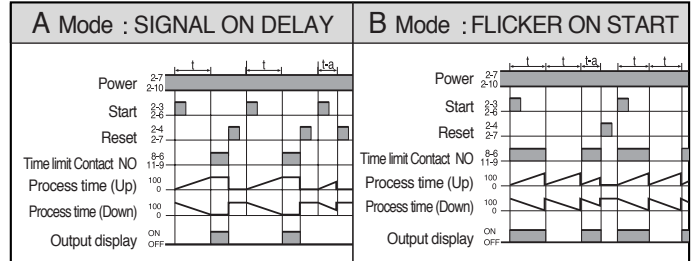 A Mode : SIGNAL ON DELAY
t t t-a
Power 2-7 2-10
Start 2-3 2-6
Reset 2-4 2-7
Time limit Contact NO 8-6 11-9
Process time (Up) 100 0
Process time (Down) 100 0
Output display ON OFF
B Mode : FLICKER ON START
t t t-a t t
Power 2-7 2-10
Start 2-3 2-6
Reset 2-4 2-7
Time limit Contact NO 8-6 11-9
Process time (Up) 100 0
Process time (Down) 100 0
Output display ON OFF